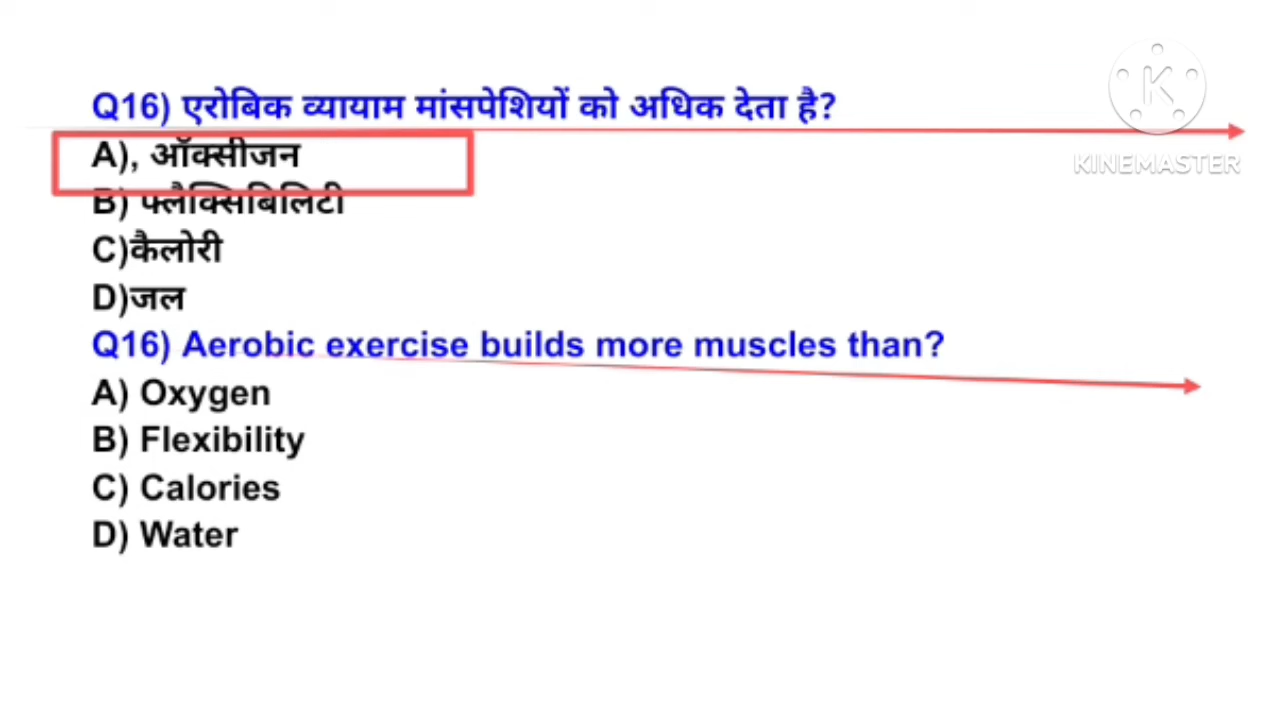 Q16) एरोबिक व्यायाम मांसपेशियों को अधिक देता है?
A), ऑक्सीजन
B) फ्लैक्सिबिलिटी
C)कैलोरी
D)जल
Q16) Aerobic exercise builds more muscles than?
A) Oxygen
B) Flexibility
C) Calories
D) Water
K
KINEMASTER